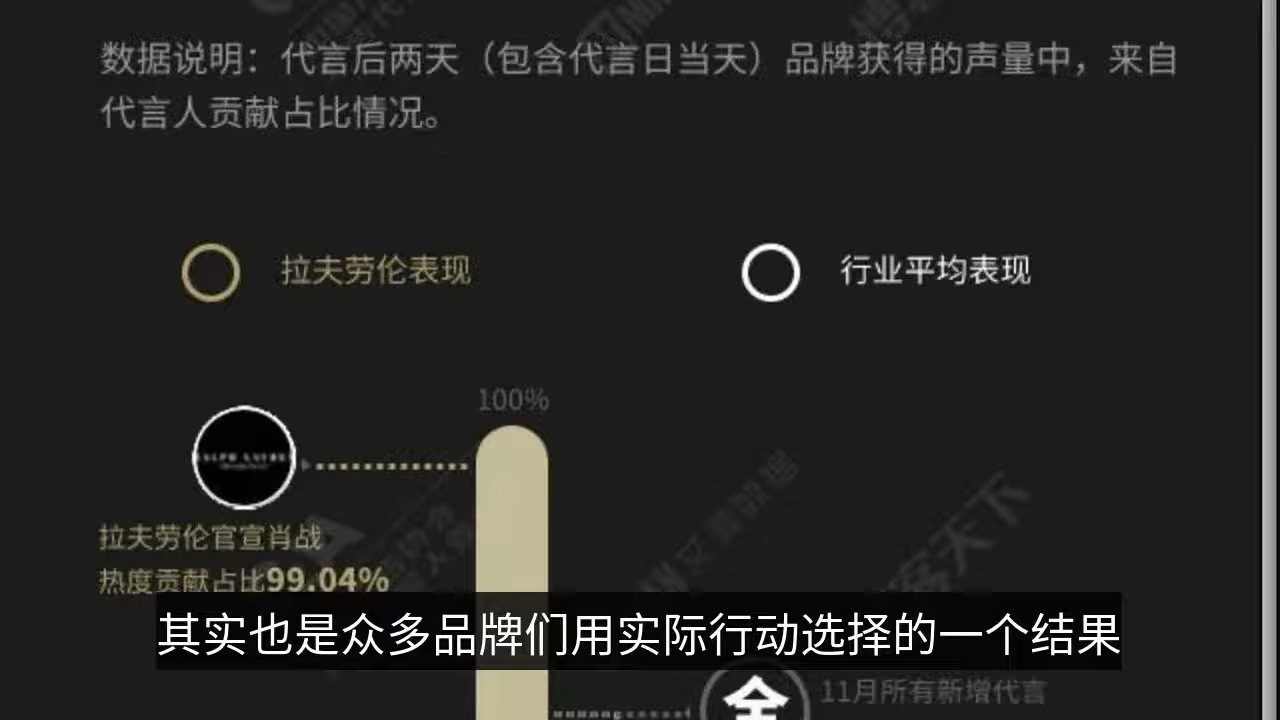 数据说明：代言后两天（包含代言日当天）品牌获得的声量中，来自
代言人贡献占比情况。
拉夫劳伦表现
行业平均表现
100%
拉夫劳伦官宣肖战
热度贡献占比99.04%
其实也是众多品牌们用实际行动选择的一个结果
全
11月所有新增代言